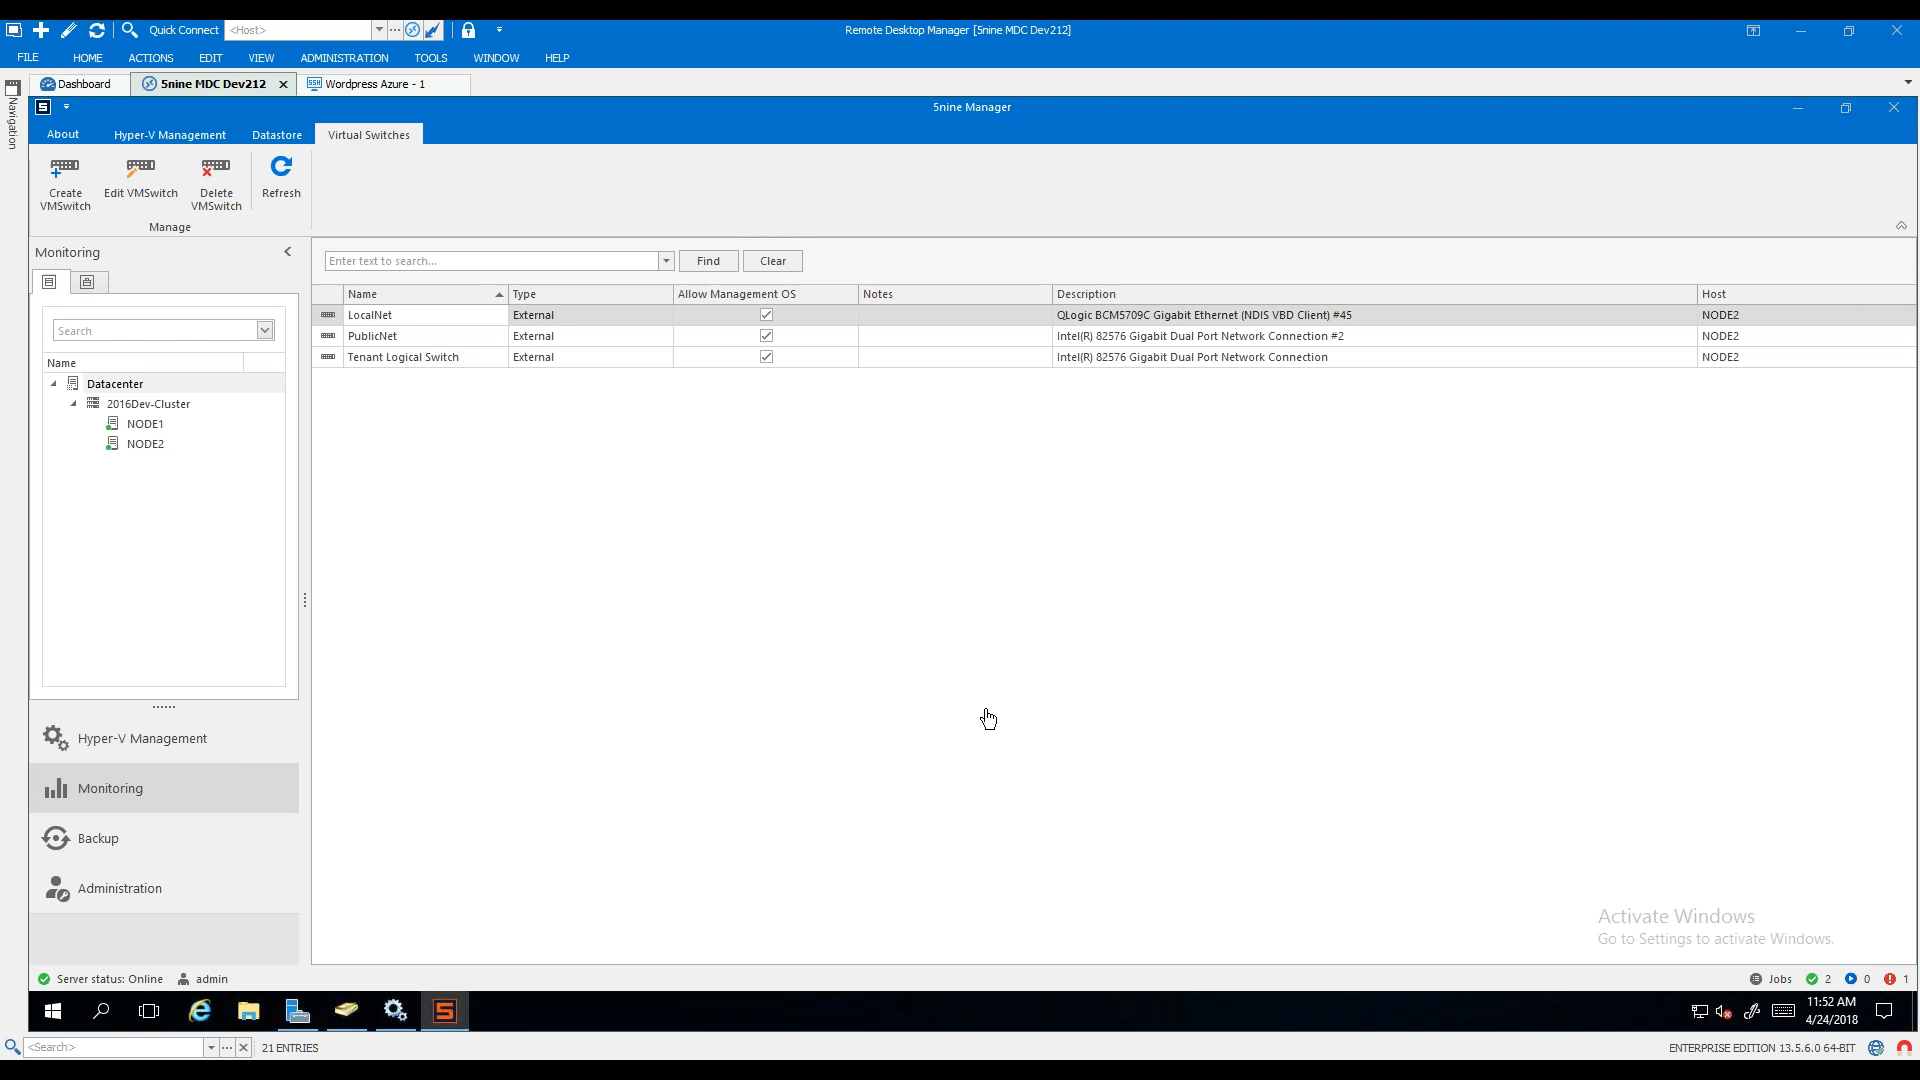 Quick Connect <Host> Remote Desktop Manager [5nine MDC Dev212]
FILE HOME ACTIONS EDIT VIEW ADMINISTRATION TOOLS WINDOW HELP
Navigation
Dashboard 5nine MDC Dev212 SSH Wordpress Azure - 1
5nine Manager
About Hyper-V Management Datastore Virtual Switches
Create VMSwitch
Edit VMSwitch
Delete VMSwitch
Refresh
Manage
Monitoring
Enter text to search... Find Clear
Name Type Allow Management OS Notes Description Host
LocalNet External QLogic BCM5709C Gigabit Ethernet (NDIS VBD Client) #45 NODE2
PublicNet External Intel(R) 82576 Gigabit Dual Port Network Connection #2 NODE2
Tenant Logical Switch External Intel(R) 82576 Gigabit Dual Port Network Connection NODE2
Search
Name
Datacenter
2016Dev-Cluster
NODE1
NODE2
Hyper-V Management
Monitoring
Backup
Administration
Activate Windows
Go to Settings to activate Windows.
Server status: Online admin Jobs 2 0 1
11:52 AM
4/24/2018
<Search> 21 ENTRIES ENTERPRISE EDITION 13.5.6.0 64-BIT